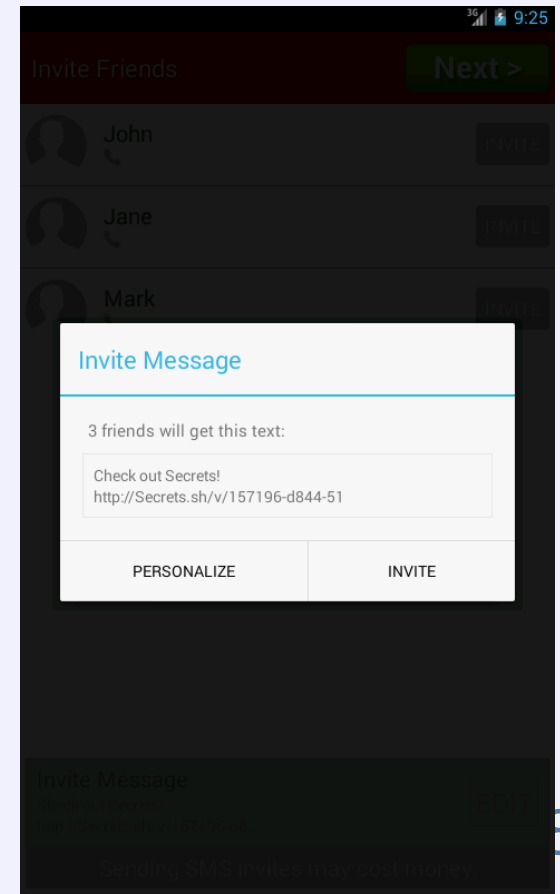 3G 9:25
Invite Friends
Next >
John
INVITE
Jane
INVITE
Mark
INVITE
Invite Message
3 friends will get this text:
Check out Secrets!
http://Secrets.sh/v/157196-d844-51
PERSONALIZE
INVITE
Invite Message
EDIT
Sending SMS invites may cost money